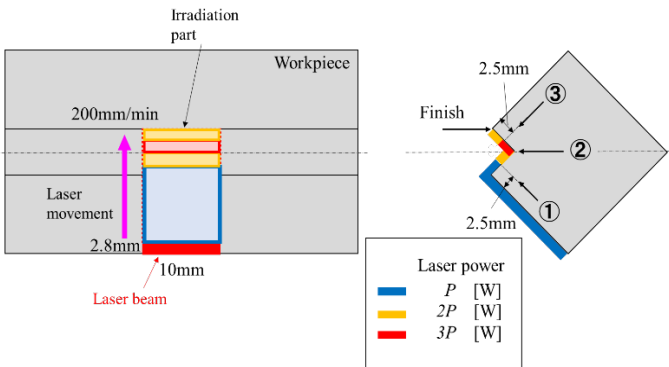 Irradiation
part
Workpiece
200mm/min
Laser
movement
2.8mm
10mm
Laser beam
2.5mm
③
Finish
②
①
2.5mm
Laser power
P [W]
2P [W]
3P [W]